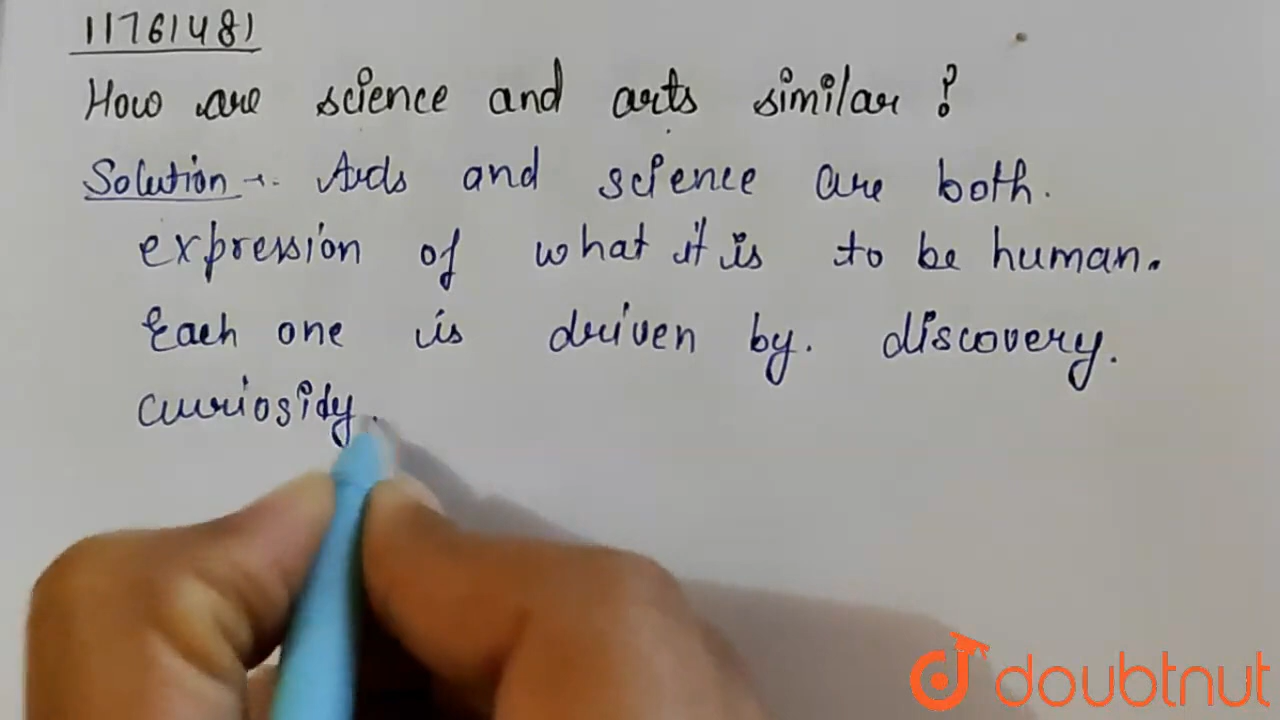 11761481
How are science and arts similar ?
Solution → Arts and science are both.
expression of what it is to be human.
Each one is driven by. discovery.
curiosity.
doubtnut